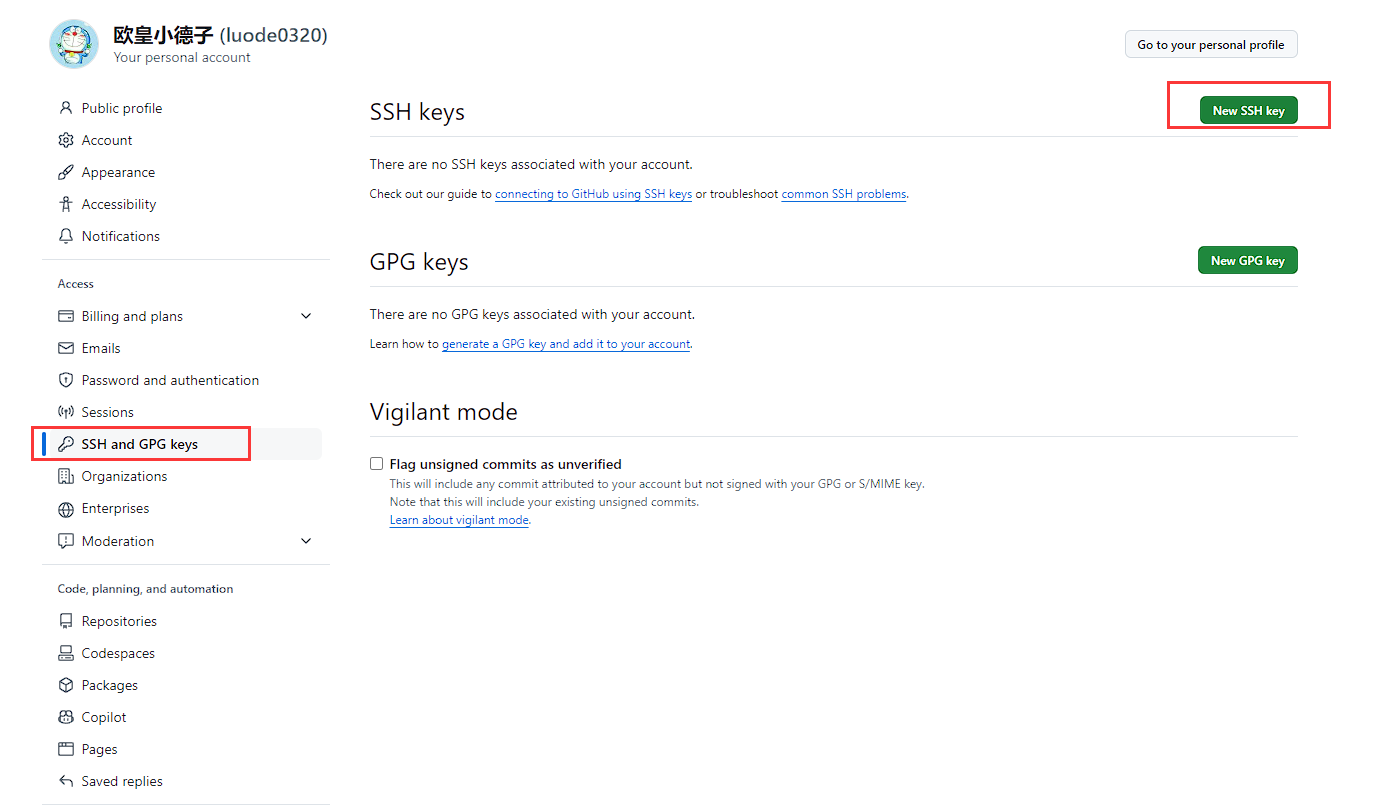 欧皇小德子 (luode0320)
Your personal account
Go to your personal profile
Public profile
Account
Appearance
Accessibility
Notifications
Access
Billing and plans
Emails
Password and authentication
Sessions
SSH and GPG keys
Organizations
Enterprises
Moderation
Code, planning, and automation
Repositories
Codespaces
Packages
Copilot
Pages
Saved replies
SSH keys
New SSH key
There are no SSH keys associated with your account.
Check out our guide to connecting to GitHub using SSH keys or troubleshoot common SSH problems.
GPG keys
New GPG key
There are no GPG keys associated with your account.
Learn how to generate a GPG key and add it to your account.
Vigilant mode
Flag unsigned commits as unverified
This will include any commit attributed to your account but not signed with your GPG or S/MIME key.
Note that this will include your existing unsigned commits.
Learn about vigilant mode.